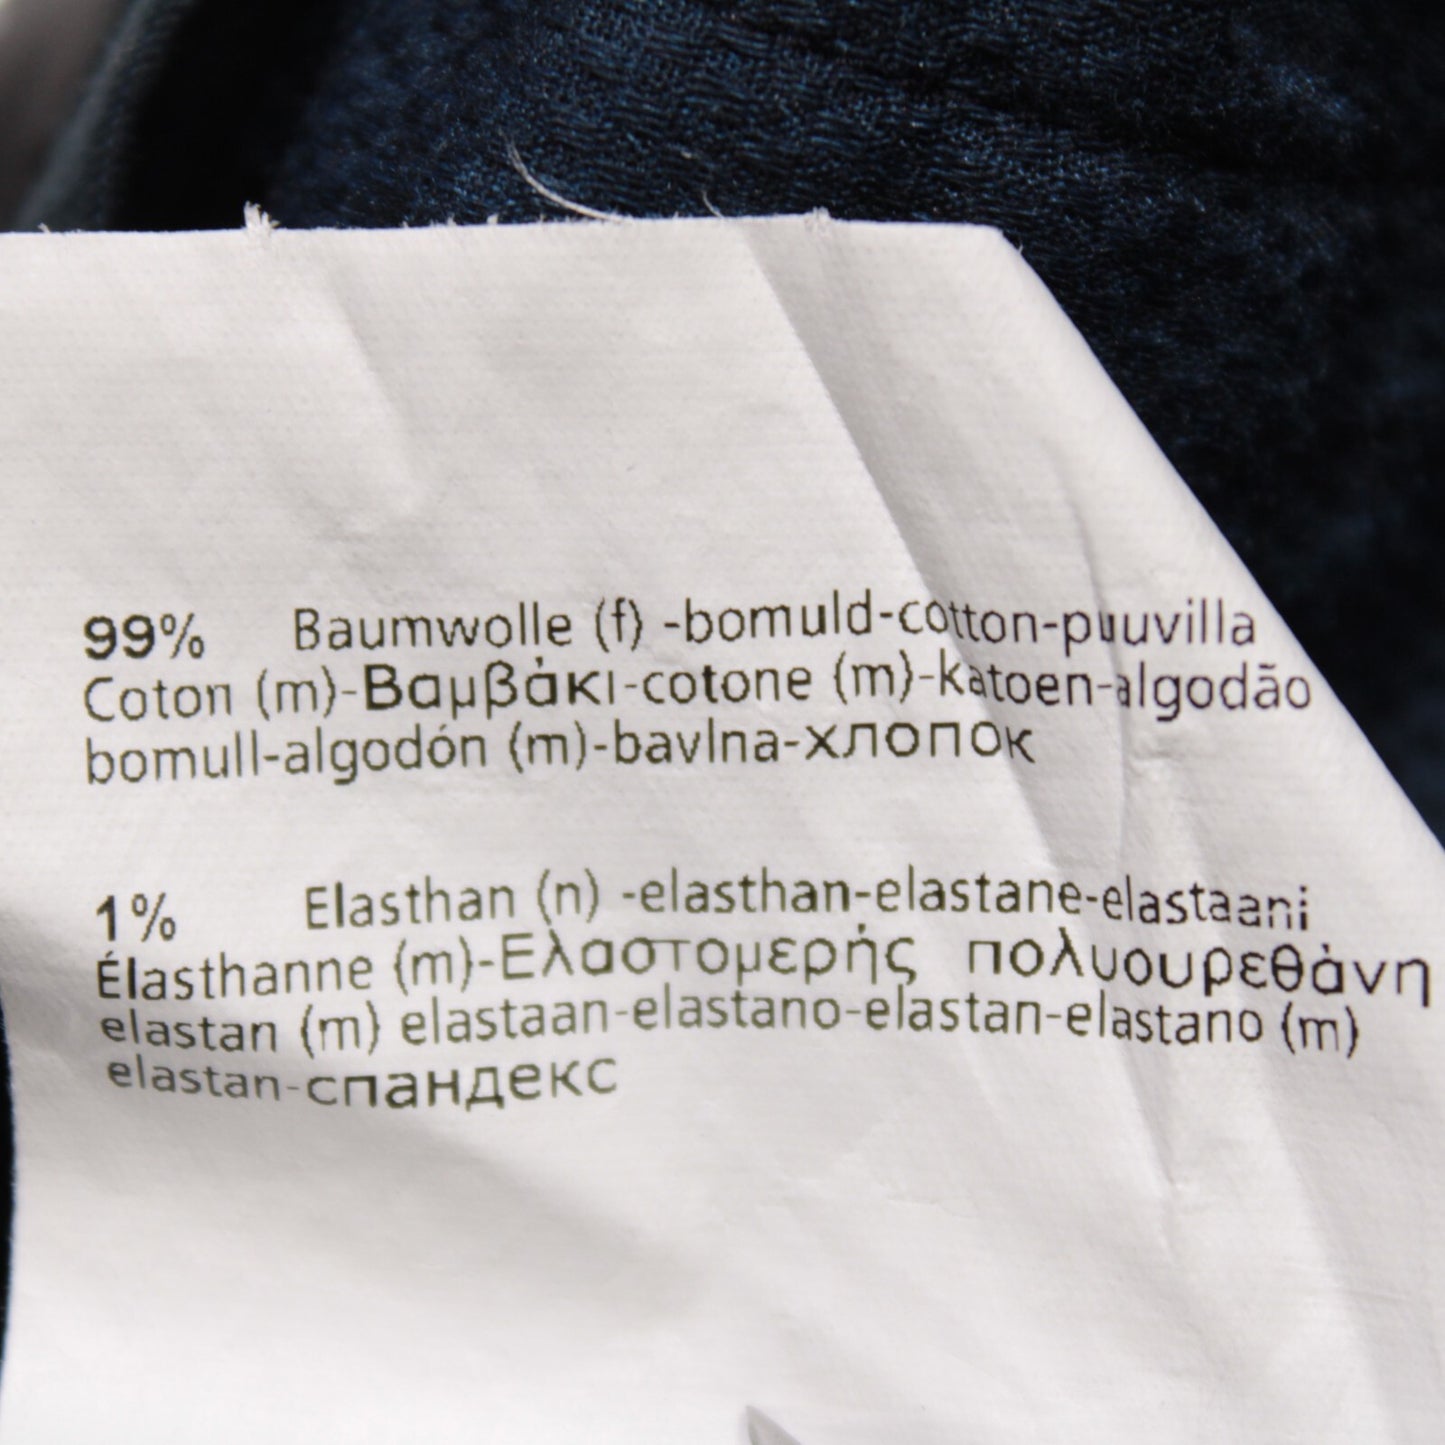 99% Baumwolle (f) -bomuld-cotton-puuvilla
Coton (m)-Βαμβάκι-cotone (m)-katoen-algodão
bomull-algodón (m)-bavlna-хлопок
1% Elasthan (n) -elasthan-elastane-elastaani
Élasthanne (m)-Ελαστομερής πολυουρεθάνη
elastan (m) elastaan-elastano-elastan-elastano (m)
elastan-спандекс